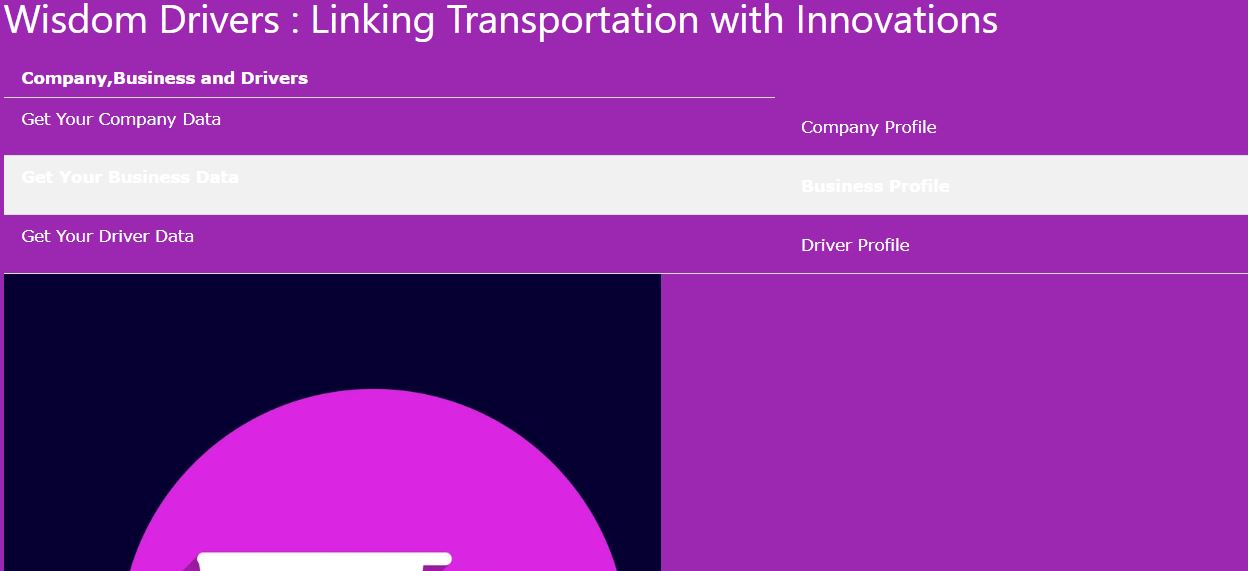 Wisdom Drivers : Linking Transportation with Innovations
Company,Business and Drivers
Get Your Company Data
Company Profile
Get Your Business Data
Business Profile
Get Your Driver Data
Driver Profile